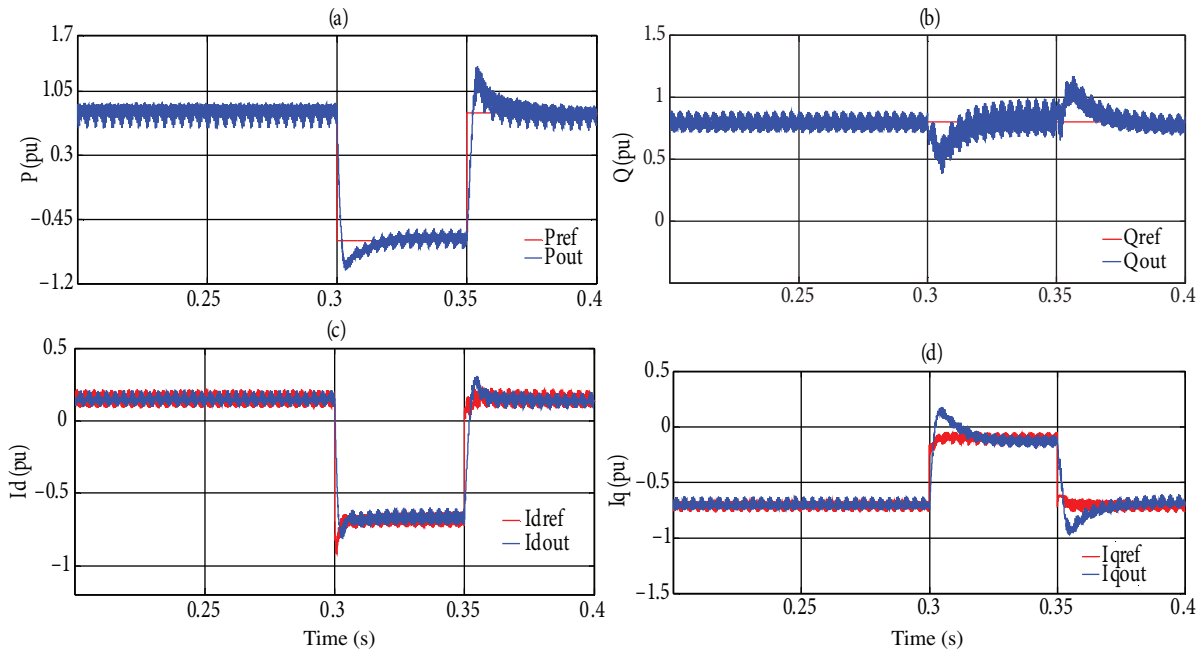 (a)
1.7
1.05
0.3
−0.45
−1.2
P (pu)
Pref
Pout
0.25
0.3
0.35
0.4
(b)
1.5
1
0.5
0
Q (pu)
Qref
Qout
0.25
0.3
0.35
0.4
(c)
0.5
0
−0.5
−1
Id (pu)
Idref
Idout
0.25
0.3
0.35
0.4
Time (s)
(d)
0.5
0
−0.5
−1
−1.5
Iq (pu)
Iqref
Iqout
0.25
0.3
0.35
0.4
Time (s)